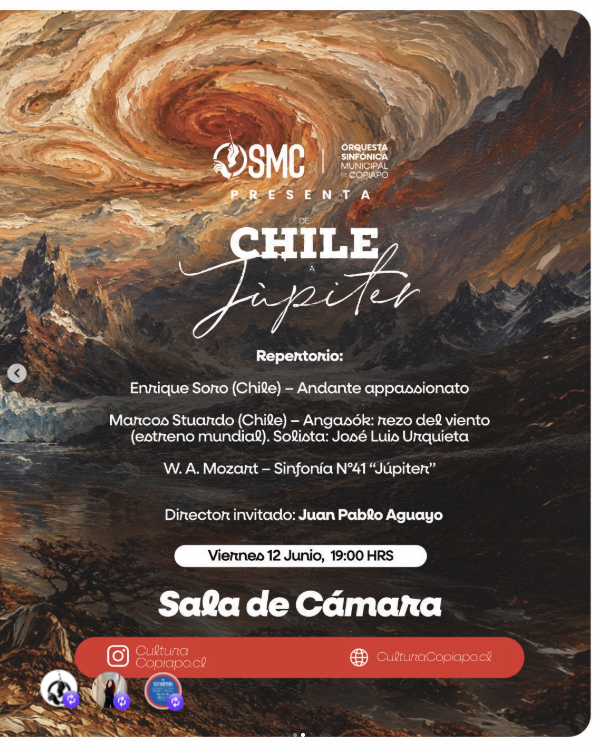 OSMC
ORQUESTA
SINFÓNICA
MUNICIPAL
DE COPIAPÓ
PRESENTA
DE
CHILE
A
Jùpiter
Repertorio:
Enrique Soro (Chile) – Andante appassionato
Marcos Stuardo (Chile) – Angasók: rezo del viento
(estreno mundial). Solista: José Luis Urquieta
W. A. Mozart – Sinfonía N°41 “Júpiter”
Director invitado: Juan Pablo Aguayo
Viernes 12 Junio, 19:00 HRS
Sala de Cámara
Cultura
Copiapo.cl
CulturaCopiapo.cl